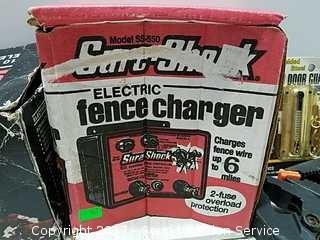 Model SS-550
Sure-Shock
ELECTRIC
fence charger
Charges
fence wire
up to 6
miles
Sure Shock
2-fuse
overload
protection
DOOR GUARD